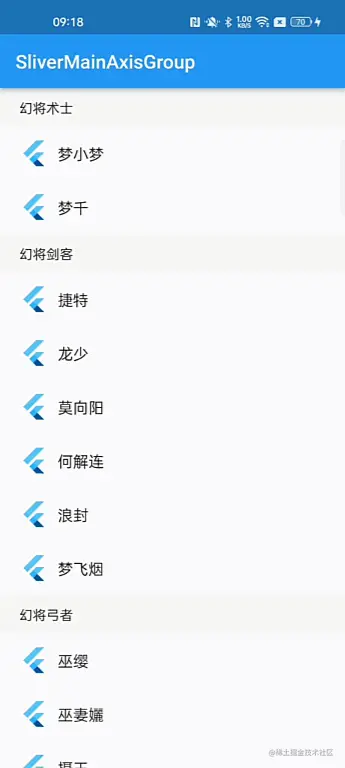 09:18
1.00
KB/S
70
SliverMainAxisGroup
幻将术士
梦小梦
梦千
幻将剑客
捷特
龙少
莫向阳
何解连
浪封
梦飞烟
幻将弓者
巫缨
巫妻孋
@稀土掘金技术社区